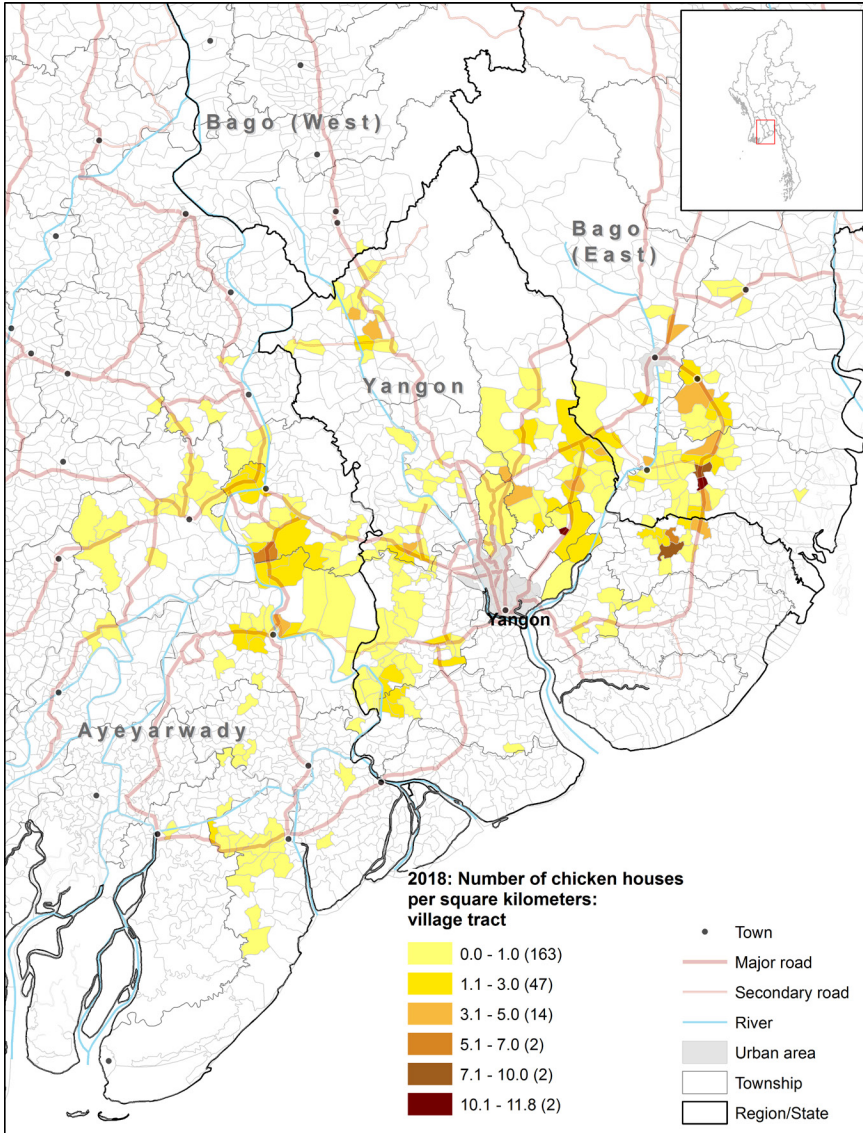 Bago (West)
Bago
(East)
Yangon
Yangon
Ayeyarwady
2018: Number of chicken houses
per square kilometers:
village tract
0.0 - 1.0 (163)
1.1 - 3.0 (47)
3.1 - 5.0 (14)
5.1 - 7.0 (2)
7.1 - 10.0 (2)
10.1 - 11.8 (2)
Town
Major road
Secondary road
River
Urban area
Township
Region/State